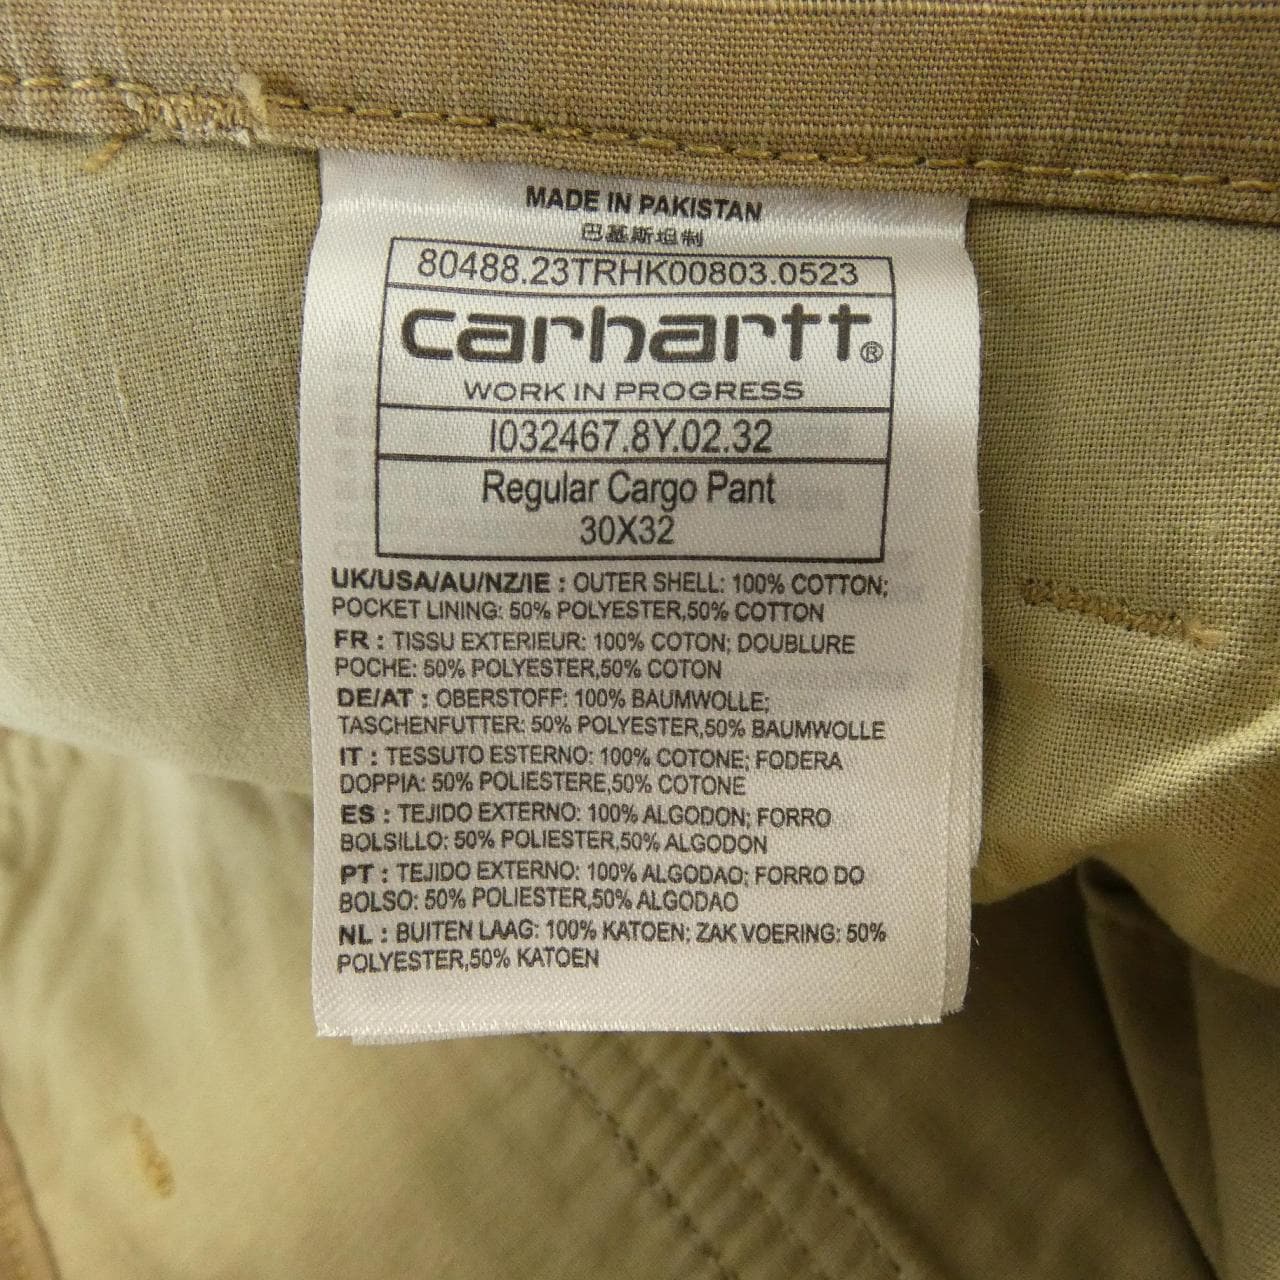 MADE IN PAKISTAN
巴基斯坦制
80488.23TRHK00803.0523
carhartt®
WORK IN PROGRESS
I032467.8Y.02.32
Regular Cargo Pant
30X32
UK/USA/AU/NZ/IE : OUTER SHELL: 100% COTTON;
POCKET LINING: 50% POLYESTER,50% COTTON
FR : TISSU EXTERIEUR: 100% COTON; DOUBLURE
POCHE: 50% POLYESTER,50% COTON
DE/AT : OBERSTOFF: 100% BAUMWOLLE;
TASCHENFUTTER: 50% POLYESTER,50% BAUMWOLLE
IT : TESSUTO ESTERNO: 100% COTONE; FODERA
DOPPIA: 50% POLIESTERE,50% COTONE
ES : TEJIDO EXTERNO: 100% ALGODON; FORRO
BOLSILLO: 50% POLIESTER,50% ALGODON
PT : TEJIDO EXTERNO: 100% ALGODAO; FORRO DO
BOLSO: 50% POLIESTER,50% ALGODAO
NL : BUITEN LAAG: 100% KATOEN; ZAK VOERING: 50%
POLYESTER,50% KATOEN